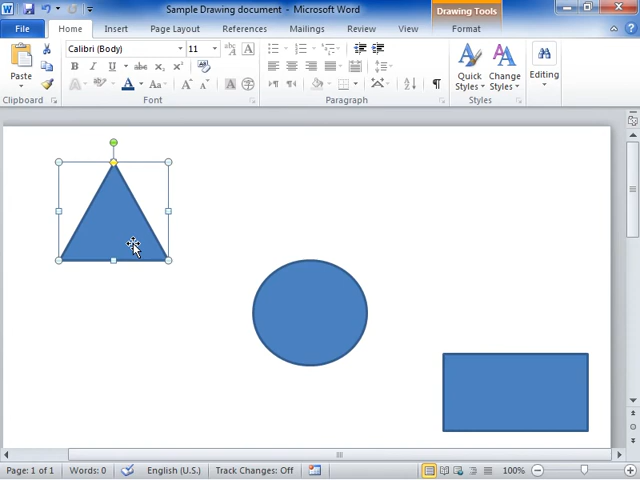 Sample Drawing document - Microsoft Word
Drawing Tools
File Home Insert Page Layout References Mailings Review View Format
Calibri (Body) 11
Paste
Quick Styles
Change Styles
Editing
Clipboard Font Paragraph Styles
Page: 1 of 1 Words: 0 English (U.S.) Track Changes: Off 100%